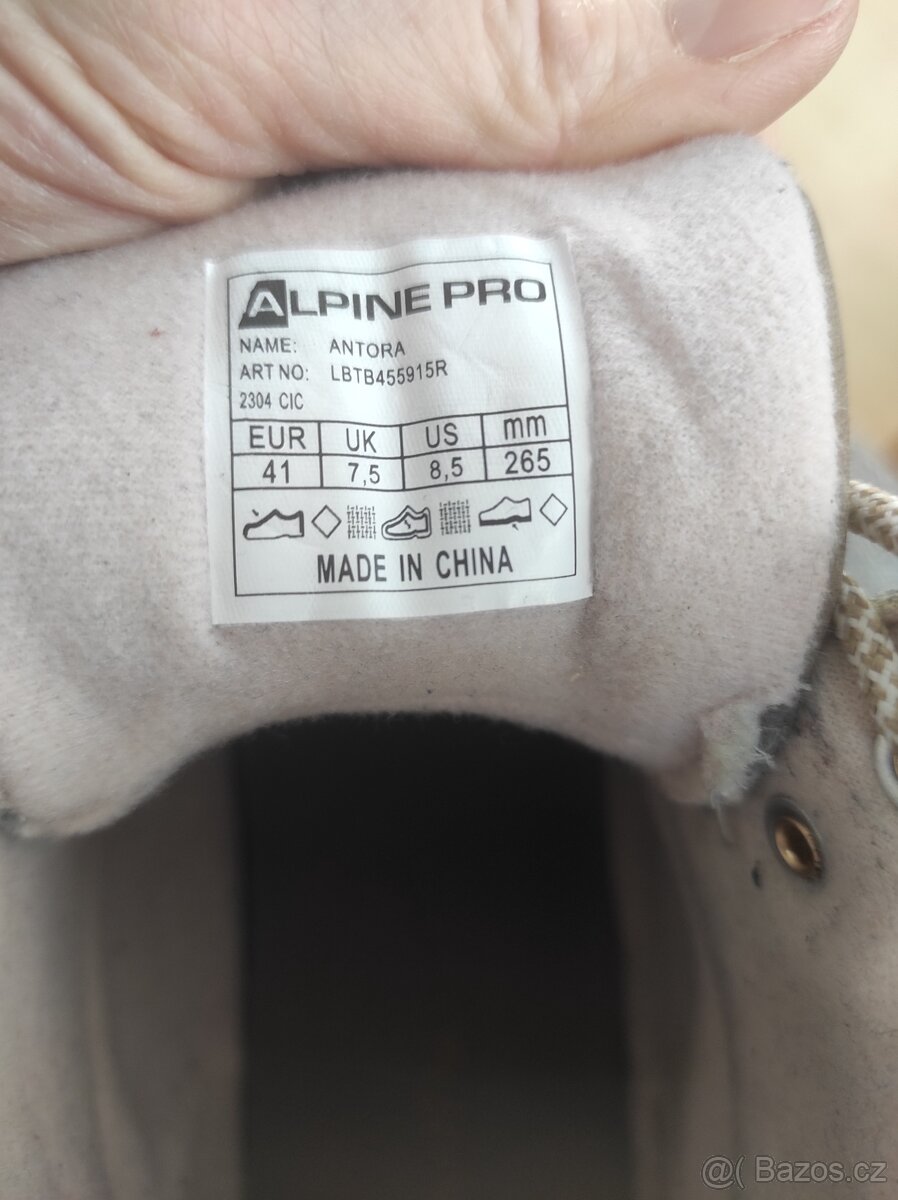 ALPINE PRO
NAME: ANTORA
ART NO: LBTB455915R
2304 CIC
EUR UK US mm
41 7,5 8,5 265
MADE IN CHINA
@( Bazos.cz